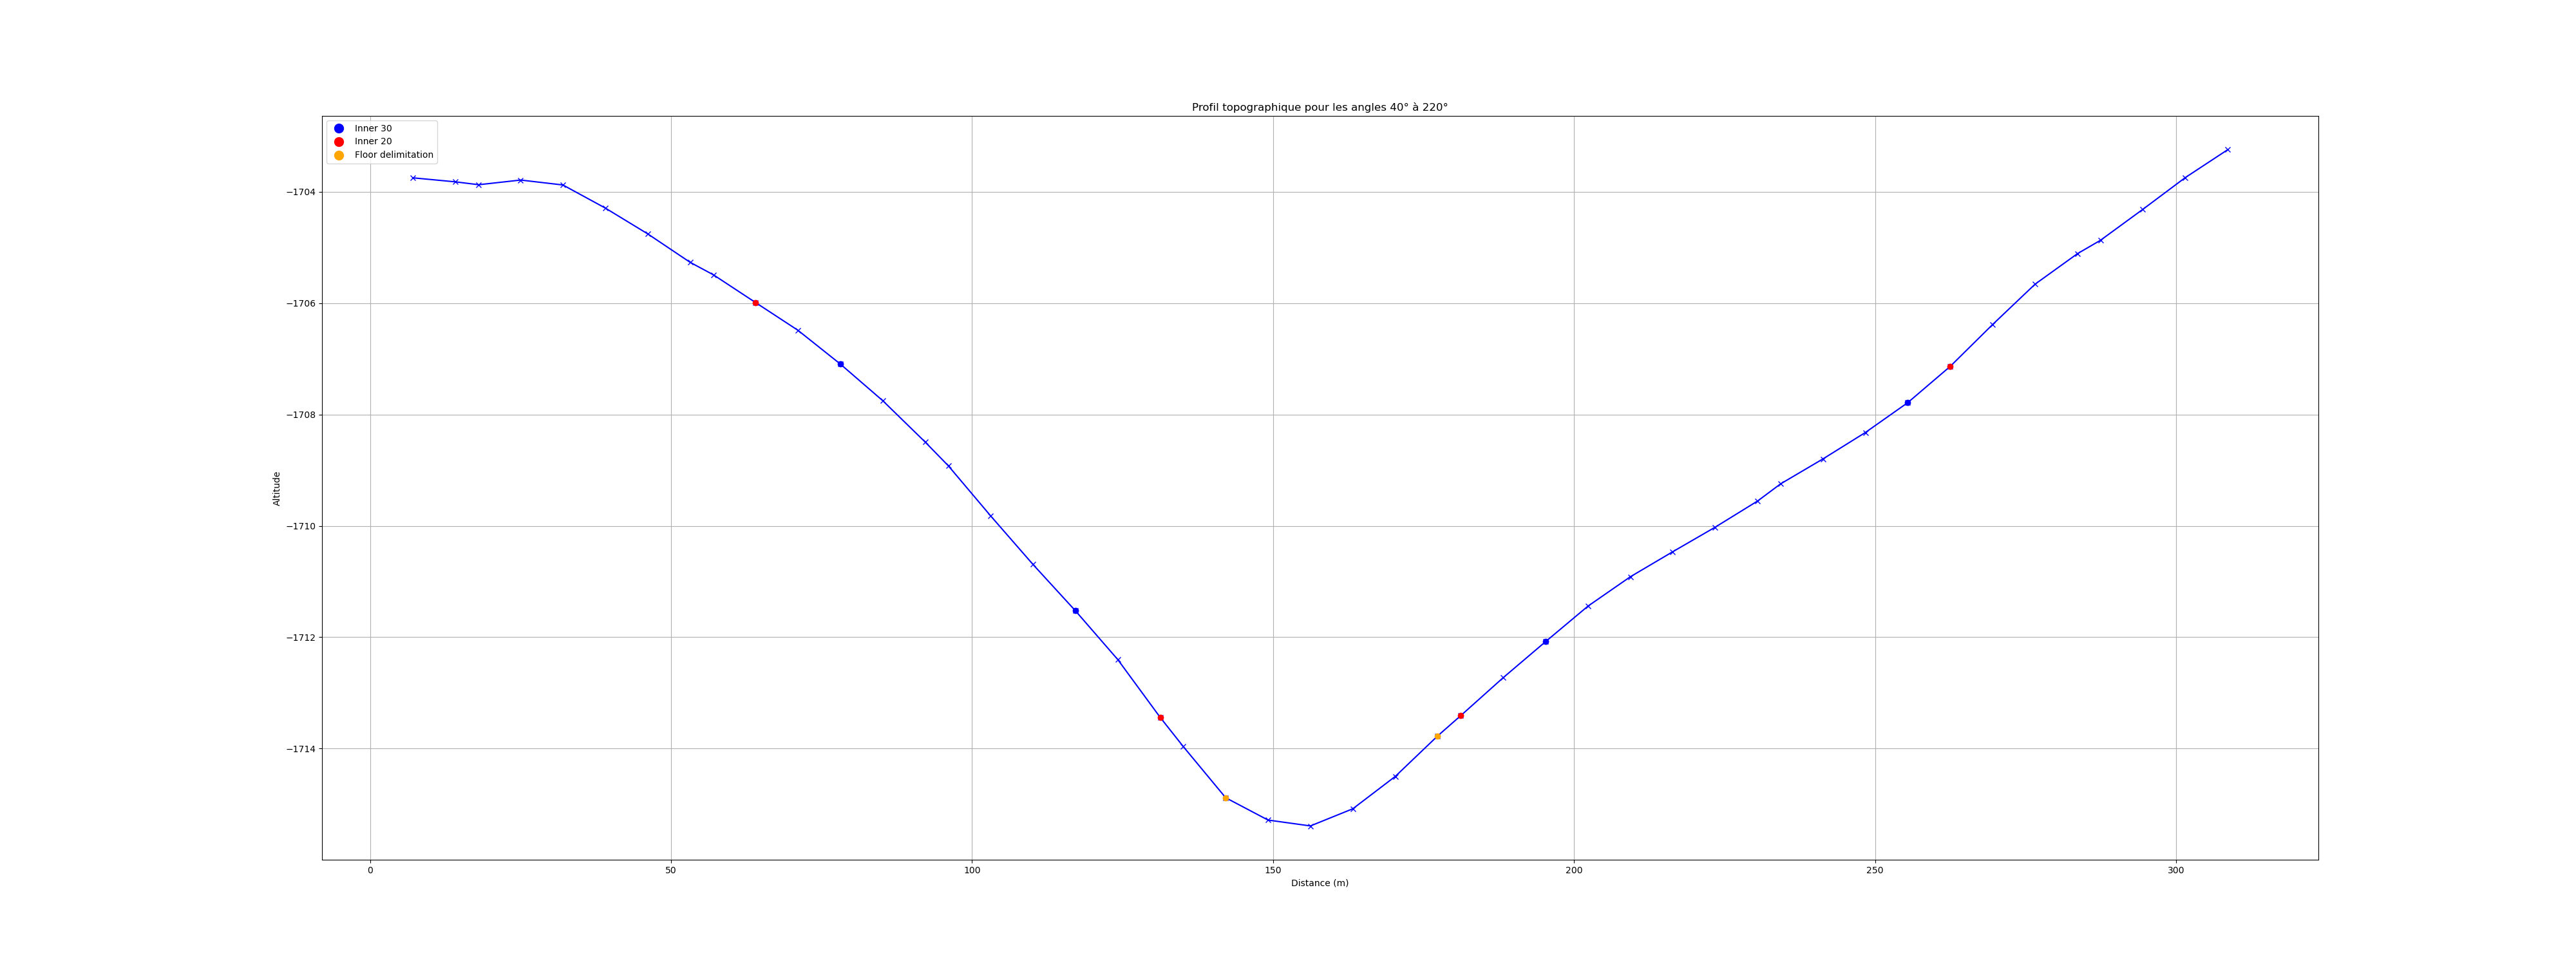 Profil topographique pour les angles 40° à 220°
Inner 30
Inner 20
Floor delimitation
−1704
−1706
−1708
−1710
−1712
−1714
Altitude
0 50 100 150 200 250 300
Distance (m)